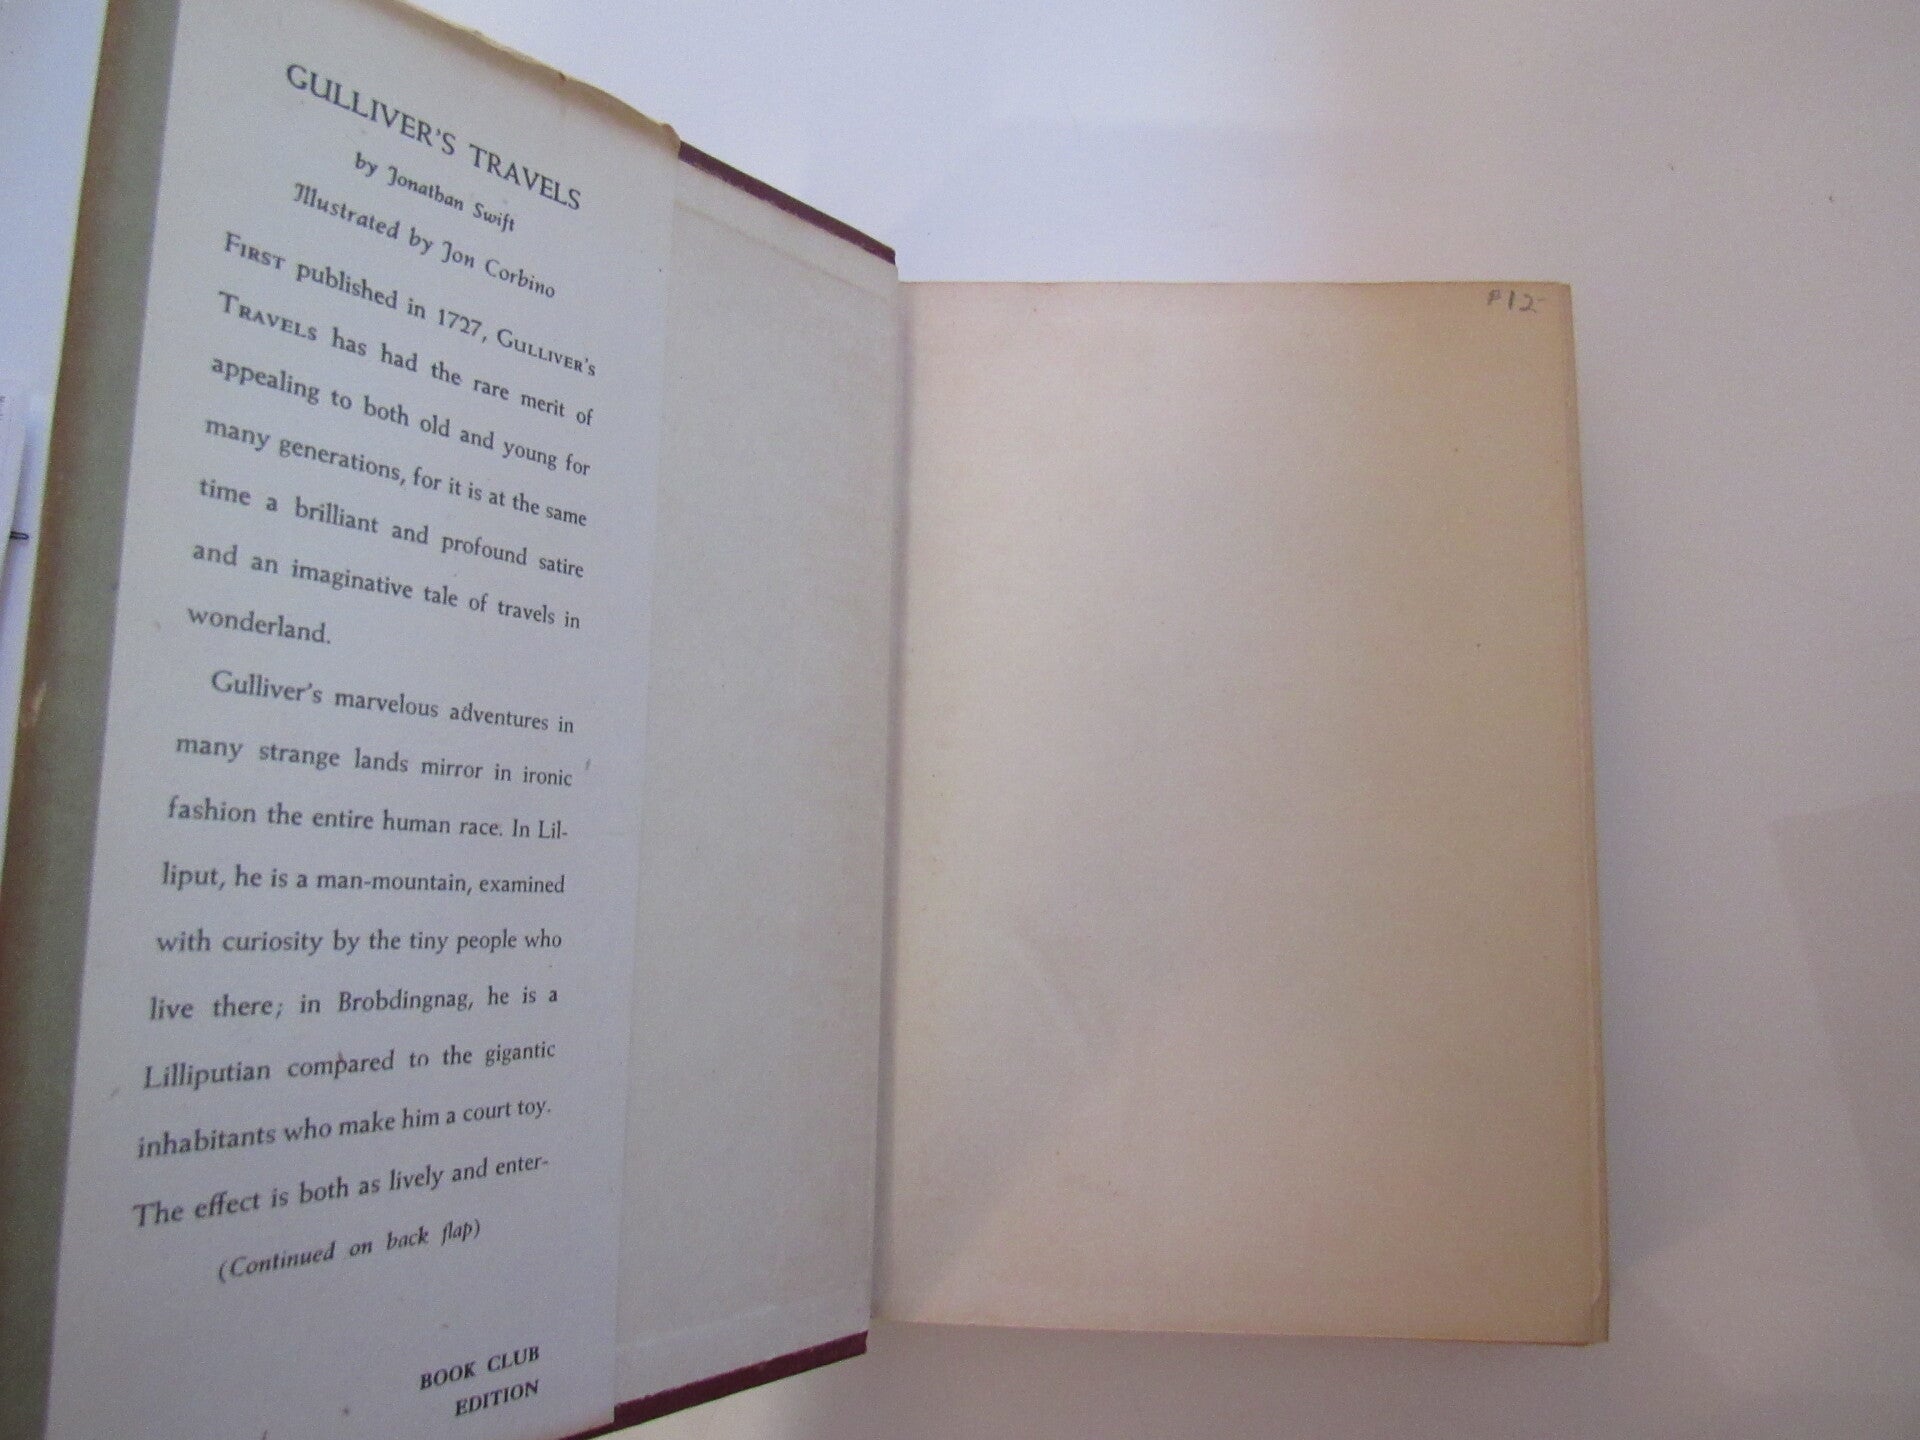 GULLIVER'S TRAVELS
by Jonathan Swift
Illustrated by Jon Corbino
FIRST published in 1727, GULLIVER'S
TRAVELS has had the rare merit of
appealing to both old and young for
many generations, for it is at the same
time a brilliant and profound satire
and an imaginative tale of travels in
wonderland.
Gulliver's marvelous adventures in
many strange lands mirror in ironic
fashion the entire human race. In Lil-
liput, he is a man-mountain, examined
with curiosity by the tiny people who
live there; in Brobdingnag, he is a
Lilliputian compared to the gigantic
inhabitants who make him a court toy.
The effect is both as lively and enter-
(Continued on back flap)
BOOK CLUB
EDITION
12